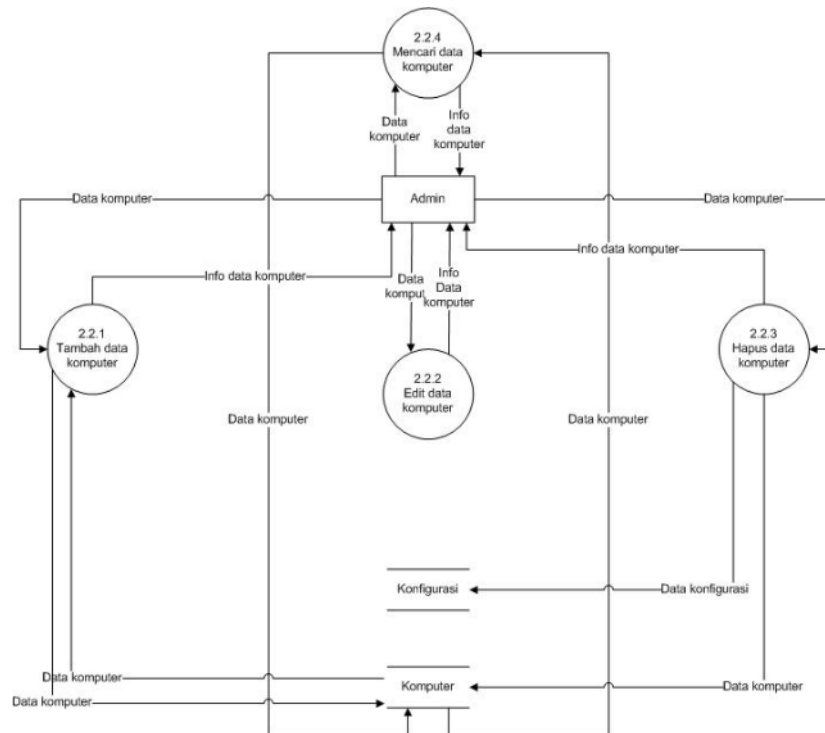 2.2.4
Mencari data
komputer
Data
komputer
Info
data
komputer
Data komputer
Admin
Data komputer
Info data komputer
Info data komputer
Data
komput
Info
Data
komputer
2.2.1
Tambah data
komputer
2.2.2
Edit data
komputer
2.2.3
Hapus data
komputer
Data komputer
Data komputer
Konfigurasi
Data konfigurasi
Data komputer
Komputer
Data komputer
Data komputer